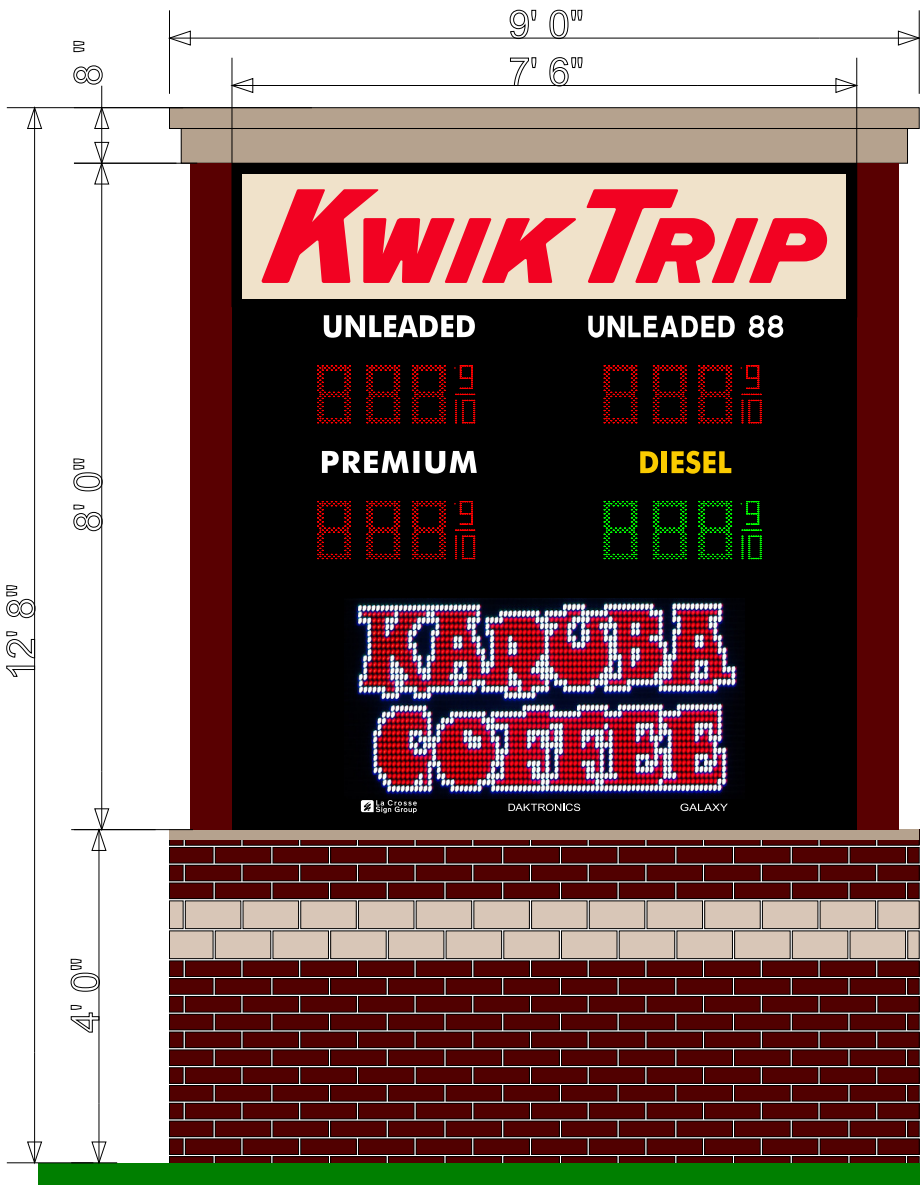 9' 0"
7' 6"
8"
KWIK TRIP
UNLEADED UNLEADED 88
888 9/10 888 9/10
PREMIUM DIESEL
888 9/10 888 9/10
8' 0"
12' 8"
KARUBA
COFFEE
La Crosse
Sign Group
DAKTRONICS
GALAXY
4' 0"